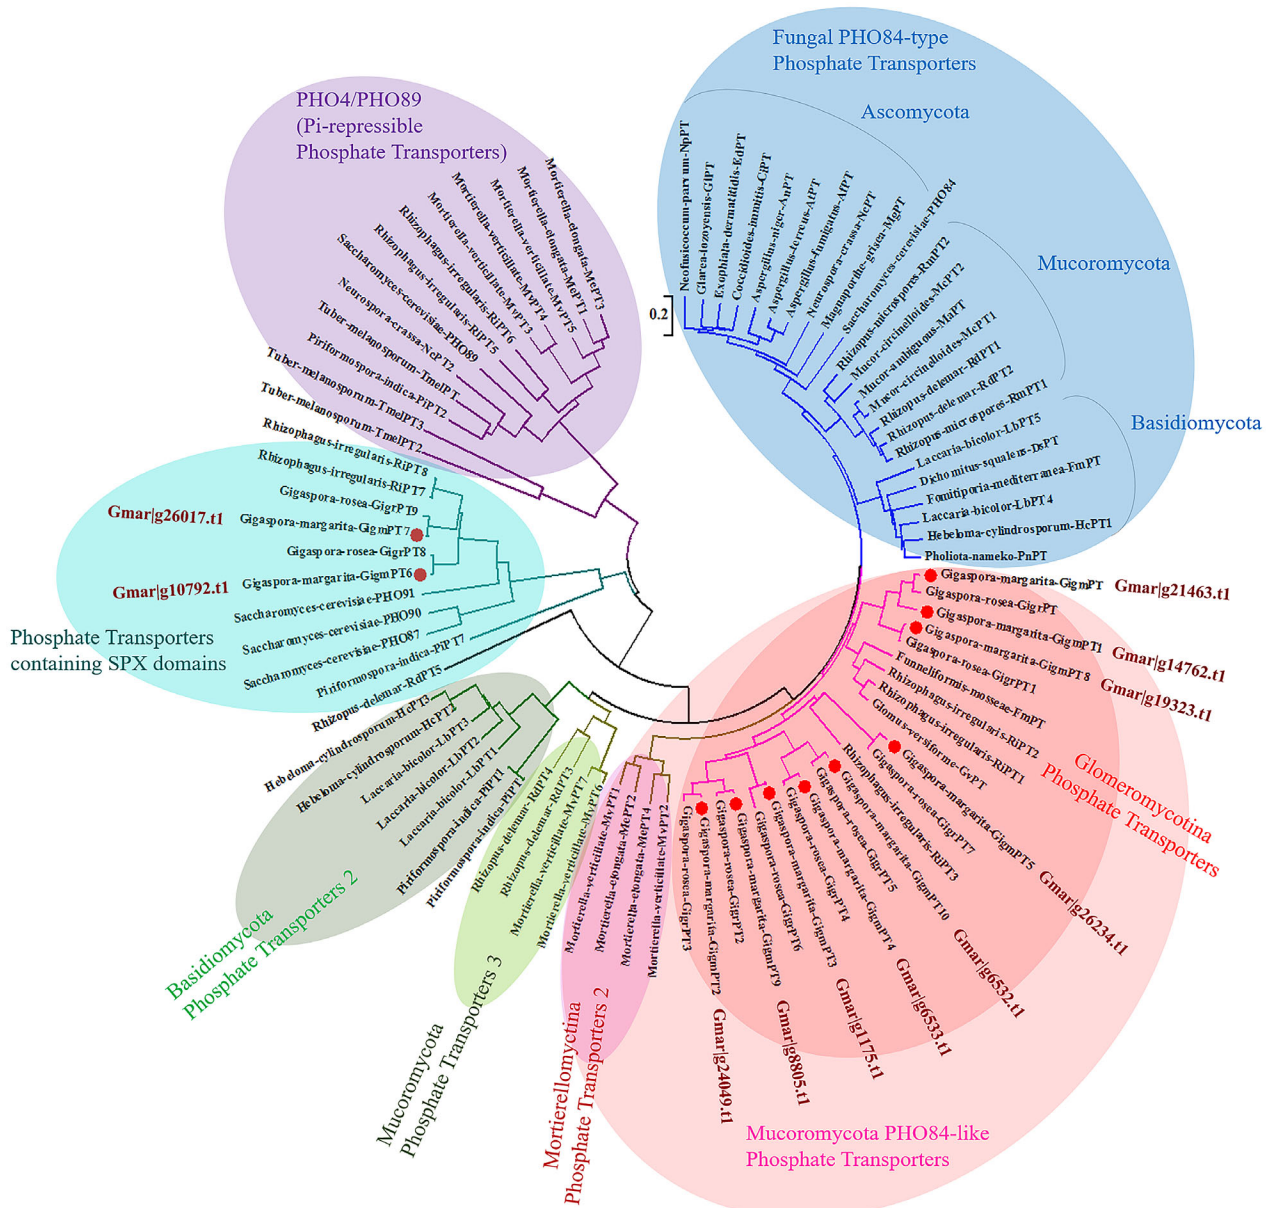 Fungal PHO84-type
Phosphate Transporters
Ascomycota
Neofusicoccum-parvum-NpPT
Glarea-lozoyensis-GlPT
Exophiala-dermatitidis-EdPT
Coccidioides-immitis-CiPT
Aspergilius-niger-AnPT
Aspergillus-terreus-AtPT
Aspergillus-fumigatus-AfPT
Neurospora-crassa-NcPT
Magnaporthe-grisea-MgPT
Saccharomyces-cerevisiae-PHO84
Mucoromycota
Rhizopus-microspores-RmPT2
Mucor-circinelloides-McPT2
Mucor-ambiguous-MaPT
Mucor-circinelloides-McPT1
Rhizopus-delemar-RdPT1
Rhizopus-delemar-RdPT2
Rhizopus-microspores-RmPT1
Basidiomycota
Laccaria-bicolor-LbPT5
Dichomitus-squalens-DsPT
Fomitiporia-mediterranea-FmPT
Laccaria-bicolor-LbPT4
Hebeloma-cylindrosporum-HcPT1
Pholiota-nameko-PnPT
0.2
PHO4/PHO89
(Pi-repressible
Phosphate Transporters)
Mortierella-elongata-MePT3
Mortierella-elongata-MePT1
Mortierella-verticillate-MvPT5
Mortierella-verticillate-MvPT4
Mortierella-verticillate-MvPT3
Rhizophagus-irregularis-RiPT6
Rhizophagus-irregularis-RiPT5
Saccharomyces-cerevisiae-PHO89
Neurospora-crassa-NcPT2
Tuber-melanosporum-TmelPT
Piriformospora-indica-PiPT2
Tuber-melanosporum-TmelPT3
Tuber-melanosporum-TmelPT2
Rhizophagus-irregularis-RiPT8
Rhizophagus-irregularis-RiPT7
Gigaspora-rosea-GigrPT9
Gmar|g26017.t1
Gigaspora-margarita-GigmPT7
Gigaspora-rosea-GigrPT8
Gmar|g10792.t1
Gigaspora-margarita-GigmPT6
Saccharomyces-cerevisiae-PHO91
Saccharomyces-cerevisiae-PHO90
Saccharomyces-cerevisiae-PHO87
Piriformospora-indica-PiPT7
Phosphate Transporters
containing SPX domains
Rhizopus-delemar-RdPT5
Hebeloma-cylindrosporum-HcPT3
Hebeloma-cylindrosporum-HcPT2
Laccaria-bicolor-LbPT3
Laccaria-bicolor-LbPT2
Laccaria-bicolor-LbPT1
Piriformospora-indica-PiPT1
Piriformospora-indica-PiPT
Basidiomycota
Phosphate Transporters 2
Rhizopus-delemar-RdPT4
Rhizopus-delemar-RdPT3
Mortierella-verticillate-MvPT7
Mortierella-verticillate-MvPT6
Mucoromycota
Phosphate Transporters 3
Mortierella-verticillate-MvPT1
Mortierella-elongata-MePT2
Mortierella-elongata-MePT4
Mortierella-verticillate-MvPT2
Mortierellomyctina
Phosphate Transporters 2
Gigaspora-margarita-GigmPT
Gmar|g21463.t1
Gigaspora-rosea-GigrPT
Gigaspora-margarita-GigmPT1
Gmar|g14762.t1
Gigaspora-margarita-GigmPT8
Gmar|g19323.t1
Gigaspora-rosea-GigrPT1
Funneliformis-mosseae-FmPT
Rhizophagus-irregularis-RiPT2
Rhizophagus-irregularis-RiPT1
Glomus-versiforme-GvPT
Glomeromycotina
Phosphate Transporters
Gigaspora-margarita-GigmPT5
Gmar|g26234.t1
Gigaspora-rosea-GigrPT7
Rhizophagus-irregularis-RiPT3
Gigaspora-margarita-GigmPT10
Gmar|g6532.t1
Gigaspora-rosea-GigrPT5
Gigaspora-margarita-GigmPT4
Gmar|g6533.t1
Gigaspora-rosea-GigrPT4
Gigaspora-margarita-GigmPT3
Gmar|g1175.t1
Gigaspora-rosea-GigrPT6
Gigaspora-margarita-GigmPT9
Gmar|g8805.t1
Gigaspora-rosea-GigrPT2
Gigaspora-margarita-GigmPT2
Gmar|g24049.t1
Gigaspora-rosea-GigrPT3
Mucoromycota PHO84-like
Phosphate Transporters